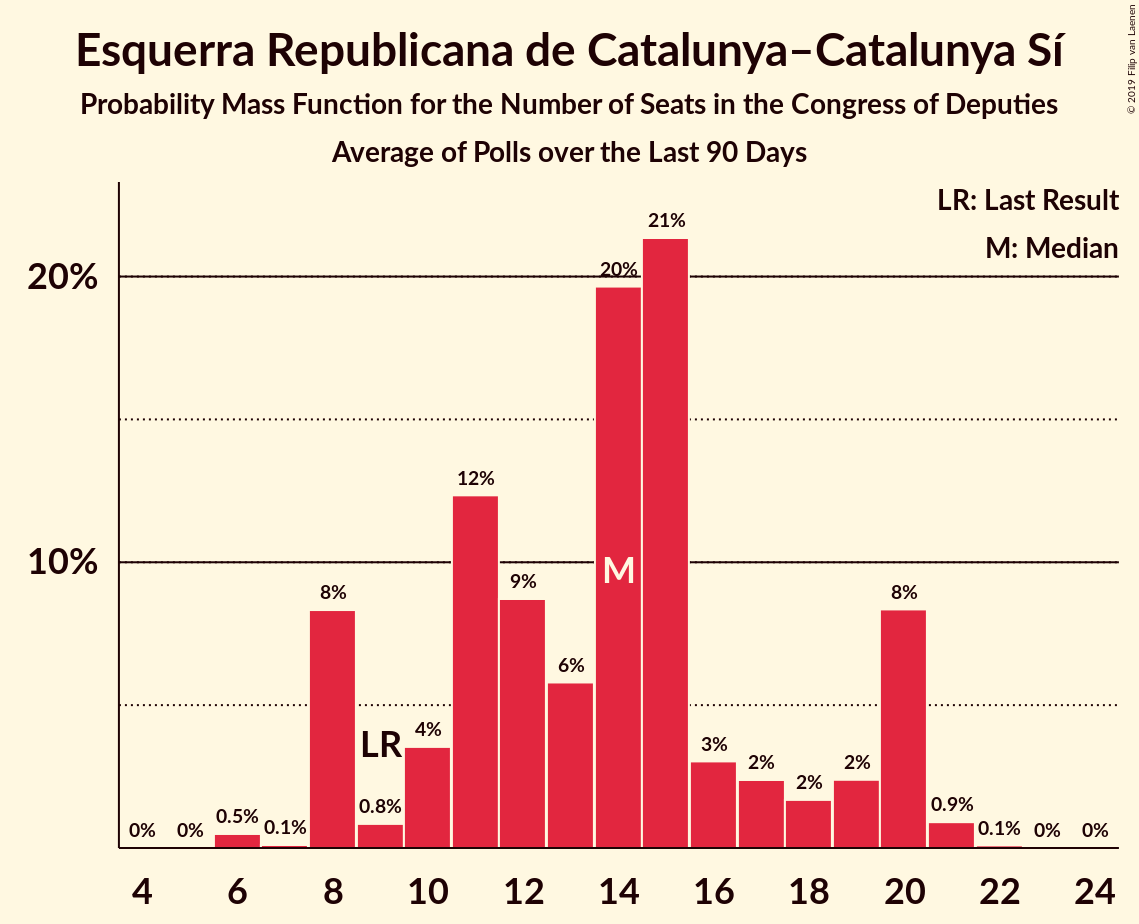 Esquerra Republicana de Catalunya–Catalunya Sí
Probability Mass Function for the Number of Seats in the Congress of Deputies
Average of Polls over the Last 90 Days
© 2019 Filip van Laenen
LR: Last Result
M: Median
20%
10%
0% 0% 0.5% 0.1% 8% 0.8% 4% 12% 9% 6% 20% 21% 3% 2% 2% 2% 8% 0.9% 0.1% 0% 0%
LR
M
4 6 8 10 12 14 16 18 20 22 24